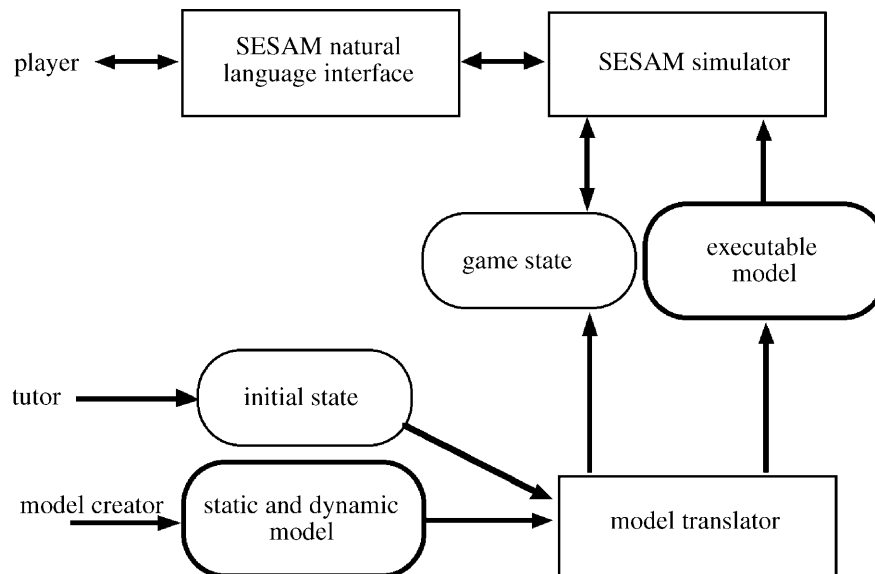 player
SESAM natural
language interface
SESAM simulator
game state
executable
model
tutor
initial state
model creator
static and dynamic
model
model translator